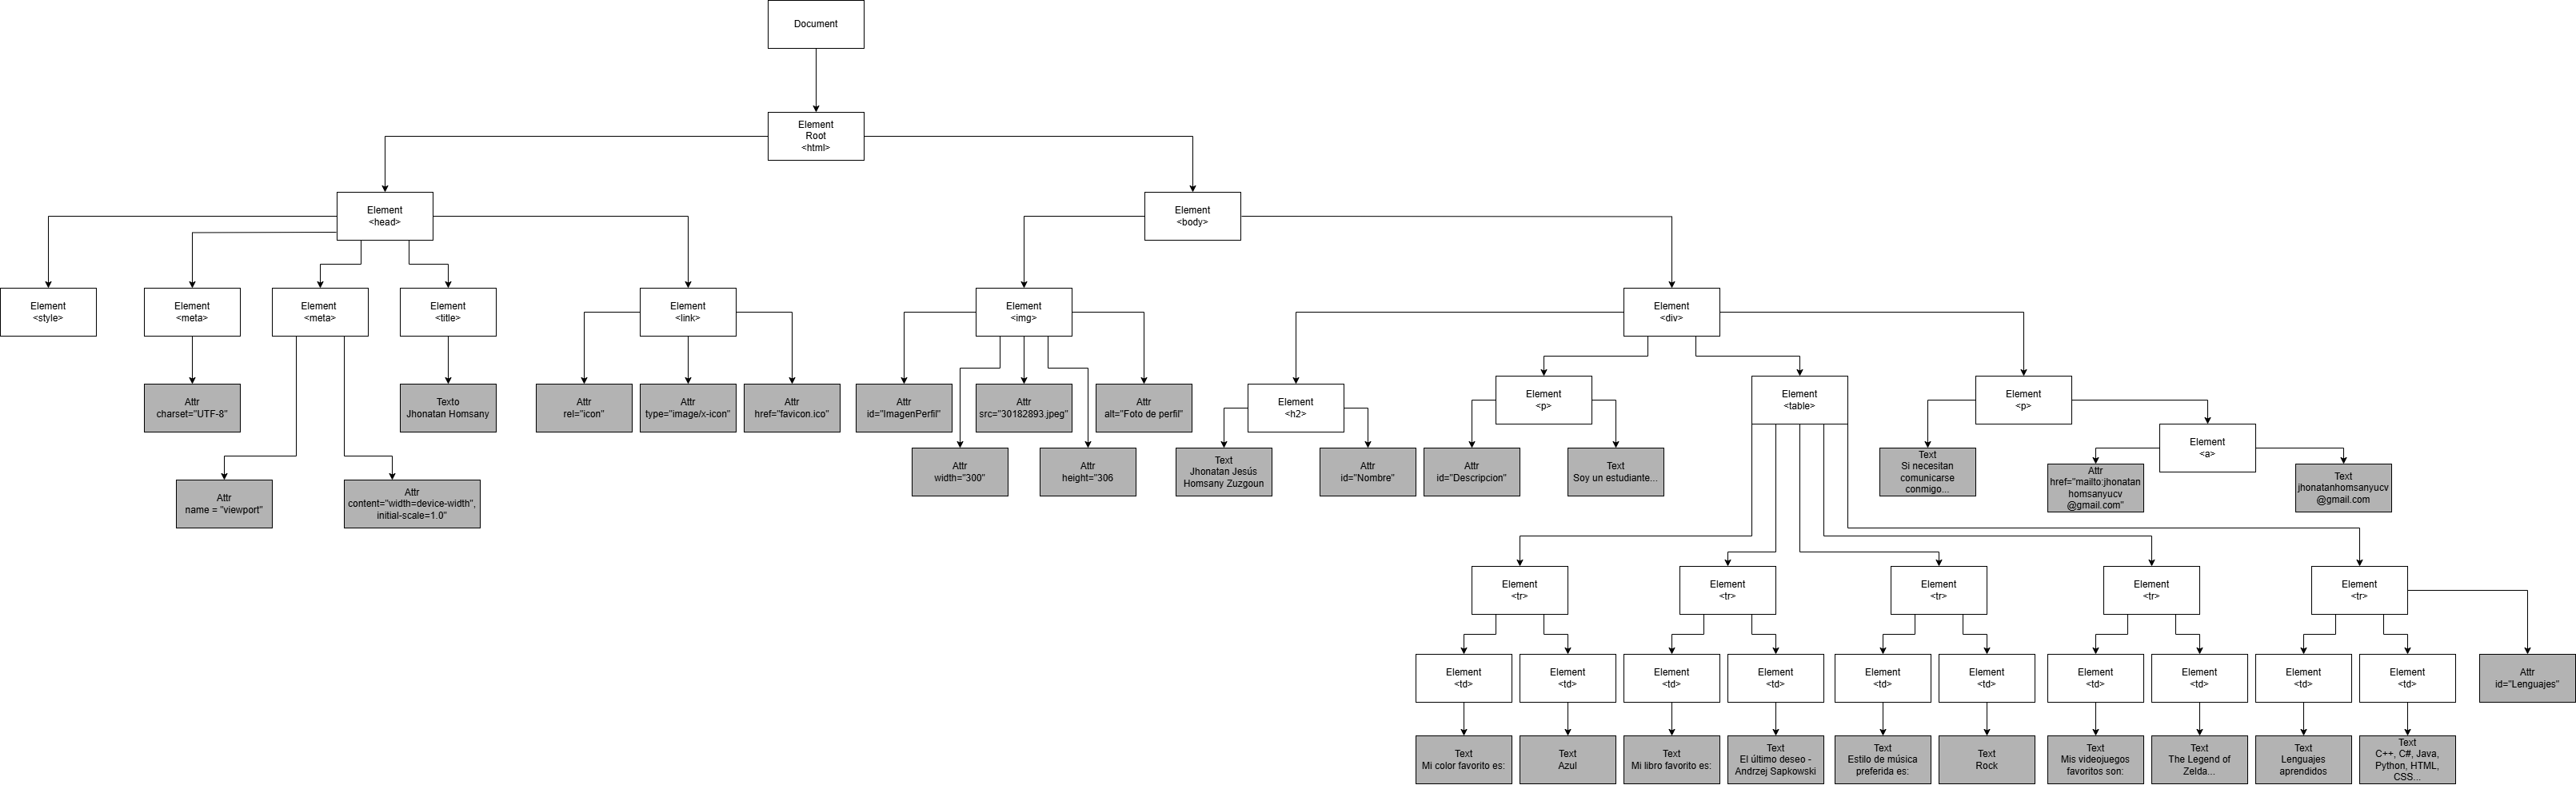 Document
Element
Root
<html>
Element
<head>
Element
<body>
Element
<style>
Element
<meta>
Element
<meta>
Element
<title>
Element
<link>
Element
<img>
Element
<div>
Attr
charset="UTF-8"
Texto
Jhonatan Homsany
Attr
rel="icon"
Attr
type="image/x-icon"
Attr
href="favicon.ico"
Attr
id="ImagenPerfil"
Attr
src="30182893.jpeg"
Attr
alt="Foto de perfil"
Element
<h2>
Element
<p>
Element
<table>
Element
<p>
Element
<a>
Attr
name = "viewport"
Attr
content="width=device-width",
initial-scale=1.0"
Attr
width="300"
Attr
height="306
Text
Jhonatan Jesús
Homsany Zuzgoun
Attr
id="Nombre"
Attr
id="Descripcion"
Text
Soy un estudiante...
Text
Si necesitan
comunicarse
conmigo...
Attr
href="mailto:jhonatan
homsanyucv
@gmail.com"
Text
jhonatanhomsanyucv
@gmail.com
Element
<tr>
Element
<tr>
Element
<tr>
Element
<tr>
Element
<tr>
Element
<td>
Element
<td>
Element
<td>
Element
<td>
Element
<td>
Element
<td>
Element
<td>
Element
<td>
Element
<td>
Element
<td>
Attr
id="Lenguajes"
Text
Mi color favorito es:
Text
Azul
Text
Mi libro favorito es:
Text
El último deseo -
Andrzej Sapkowski
Text
Estilo de música
preferida es:
Text
Rock
Text
Mis videojuegos
favoritos son:
Text
The Legend of
Zelda...
Text
Lenguajes
aprendidos
Text
C++, C#, Java,
Python, HTML,
CSS...